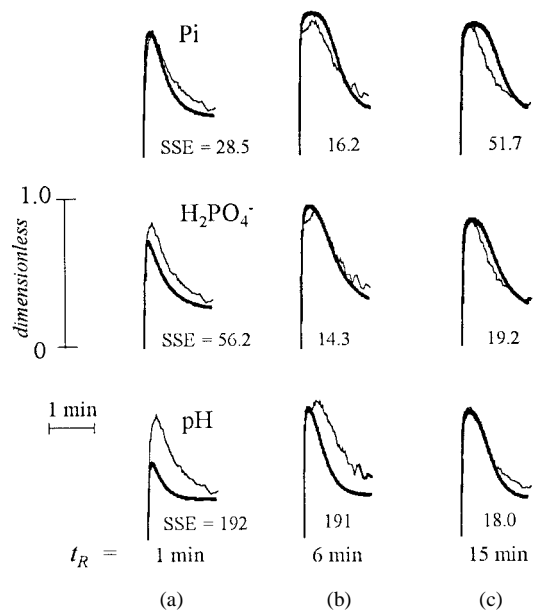 Pi
SSE = 28.5
16.2
51.7
1.0
H₂PO₄⁻
dimensionless
0
SSE = 56.2
14.3
19.2
1 min
pH
SSE = 192
191
18.0
t_R = 1 min 6 min 15 min
(a) (b) (c)